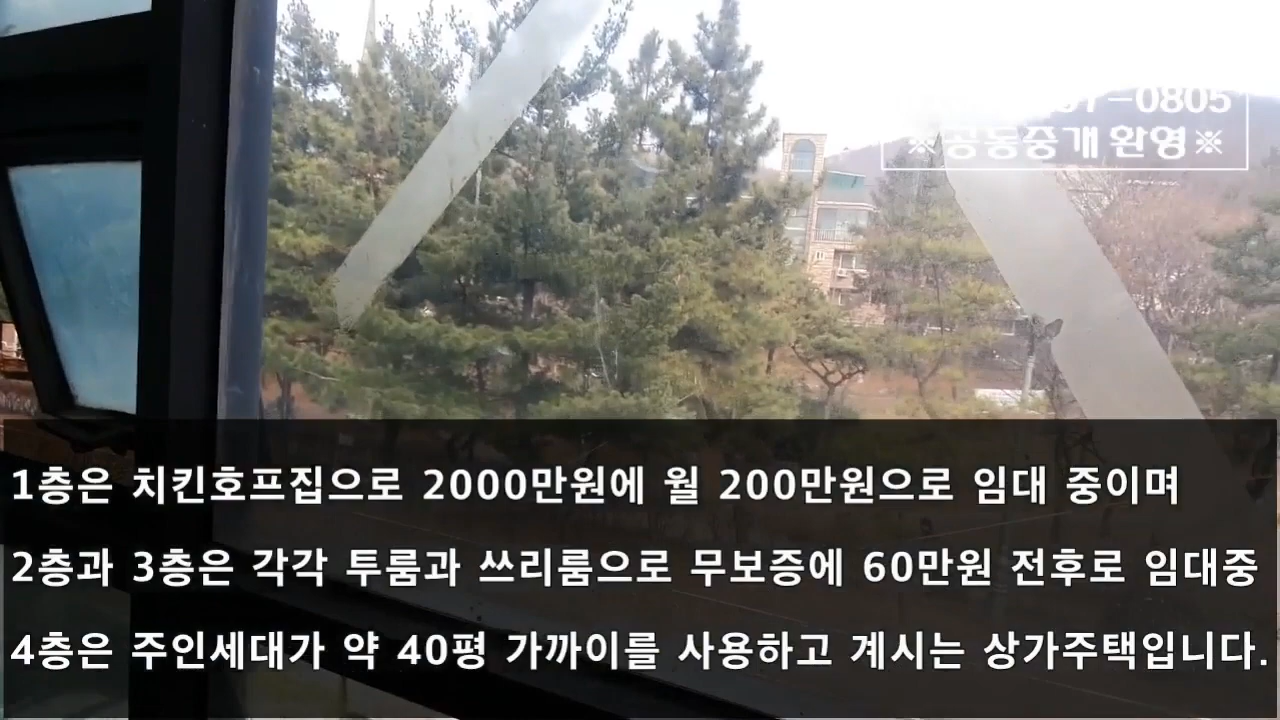 -0805
※공동중개 환영※
1층은 치킨호프집으로 2000만원에 월 200만원으로 임대 중이며
2층과 3층은 각각 투룸과 쓰리룸으로 무보증에 60만원 전후로 임대중
4층은 주인세대가 약 40평 가까이를 사용하고 계시는 상가주택입니다.